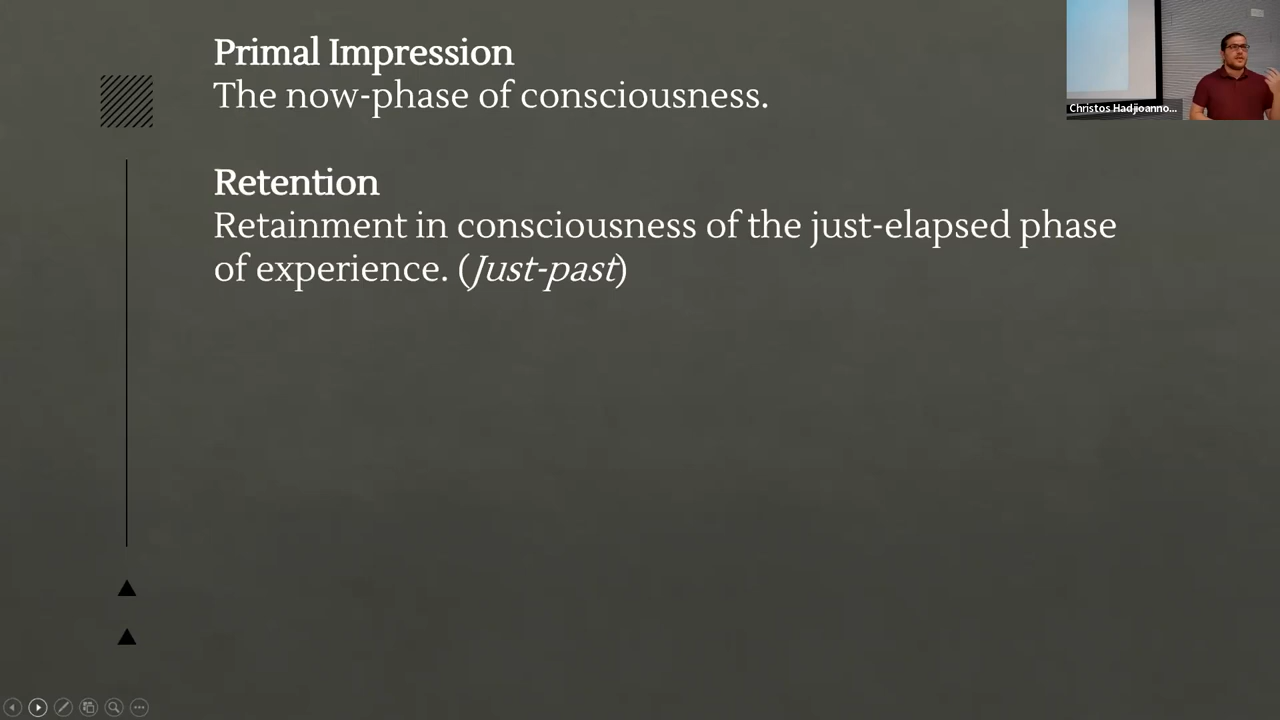 Primal Impression
The now-phase of consciousness.
Retention
Retainment in consciousness of the just-elapsed phase
of experience. (Just-past)
Christos Hadjioanno...